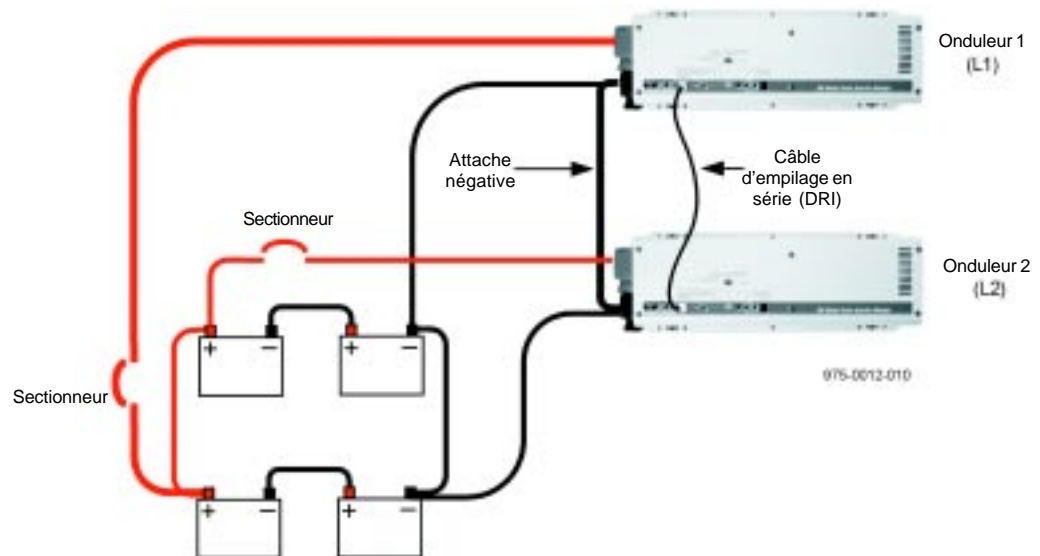 Onduleur 1
(L1)
Attache
négative
Câble
d'empilage en
série (DRI)
Sectionneur
Onduleur 2
(L2)
+ − + −
975-0012-010
Sectionneur
+ − + −